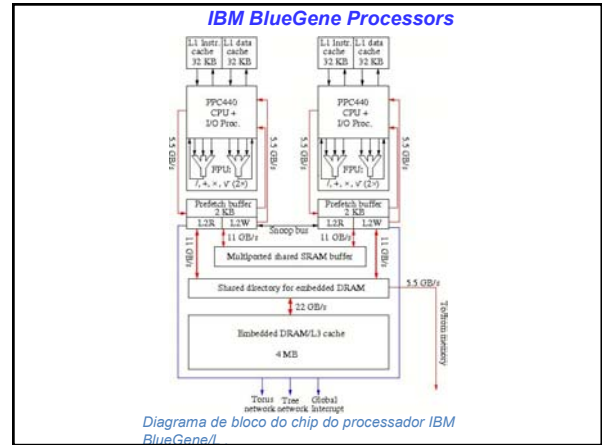 IBM BlueGene Processors
L1 Instr. cache 32 KB
L1 data cache 32 KB
L1 Instr. cache 32 KB
L1 data cache 32 KB
PPC440
CPU +
I/O Proc.
PPC440
CPU +
I/O Proc.
5.5 GB/s
5.5 GB/s
5.5 GB/s
5.5 GB/s
FPU:
/, +, ×, √ (2×)
FPU:
/, +, ×, √ (2×)
Prefetch buffer
2 KB
L2R L2W
Prefetch buffer
2 KB
L2R L2W
Snoop bus
11 GB/s
11 GB/s
11 GB/s
11 GB/s
Multiported shared SRAM buffer
Shared directory for embedded DRAM
5.5 GB/s
22 GB/s
To/from memory
Embedded DRAM/L3 cache
4 MB
Torus network
Tree network
Global Interrupt
Diagrama de bloco do chip do processador IBM
BlueGene/L .